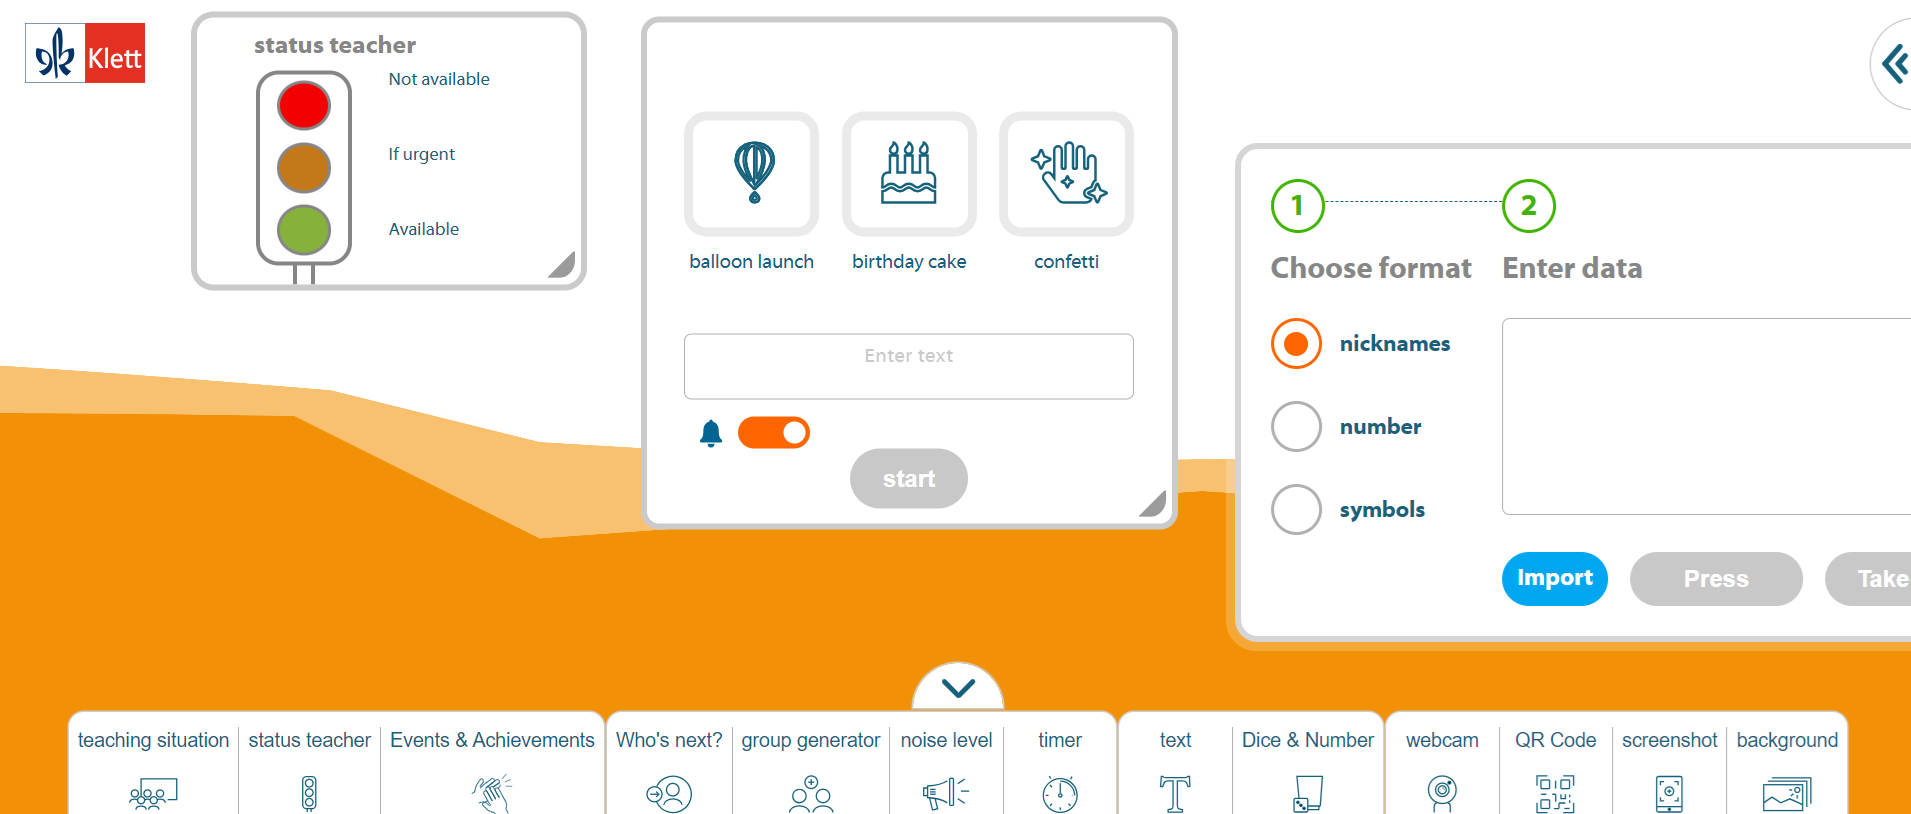 Klett
status teacher
Not available
If urgent
Available
balloon launch
birthday cake
confetti
Enter text
start
1
2
Choose format
Enter data
nicknames
number
symbols
Import
Press
Take
teaching situation
status teacher
Events & Achievements
Who's next?
group generator
noise level
timer
text
Dice & Number
webcam
QR Code
screenshot
background